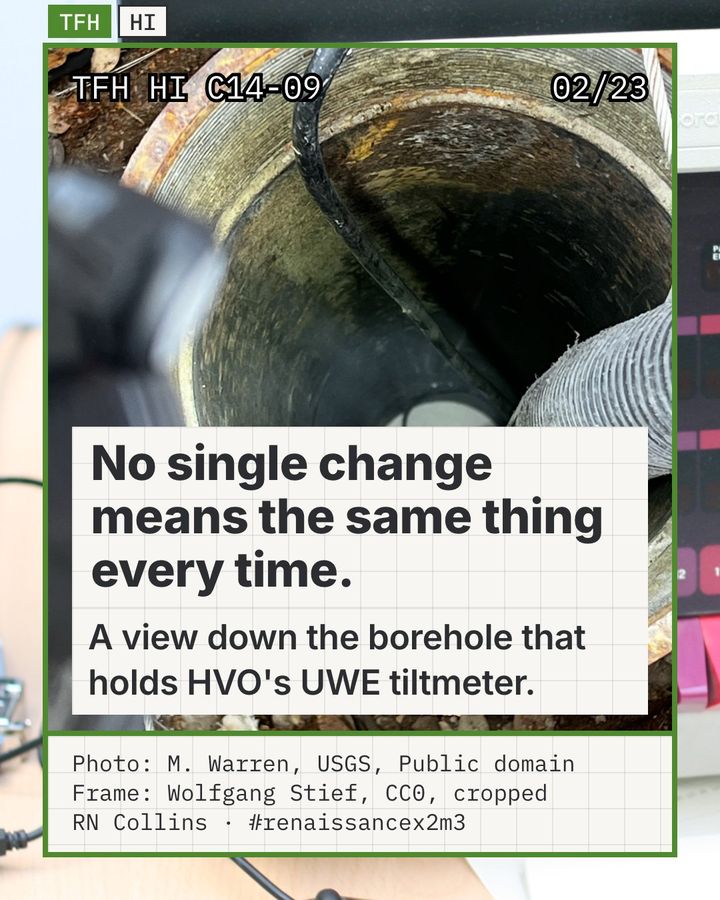 TFH HI
TFH HI C14-09 02/23
No single change
means the same thing
every time.
A view down the borehole that
holds HVO's UWE tiltmeter.
Photo: M. Warren, USGS, Public domain
Frame: Wolfgang Stief, CC0, cropped
RN Collins · #renaissancex2m3